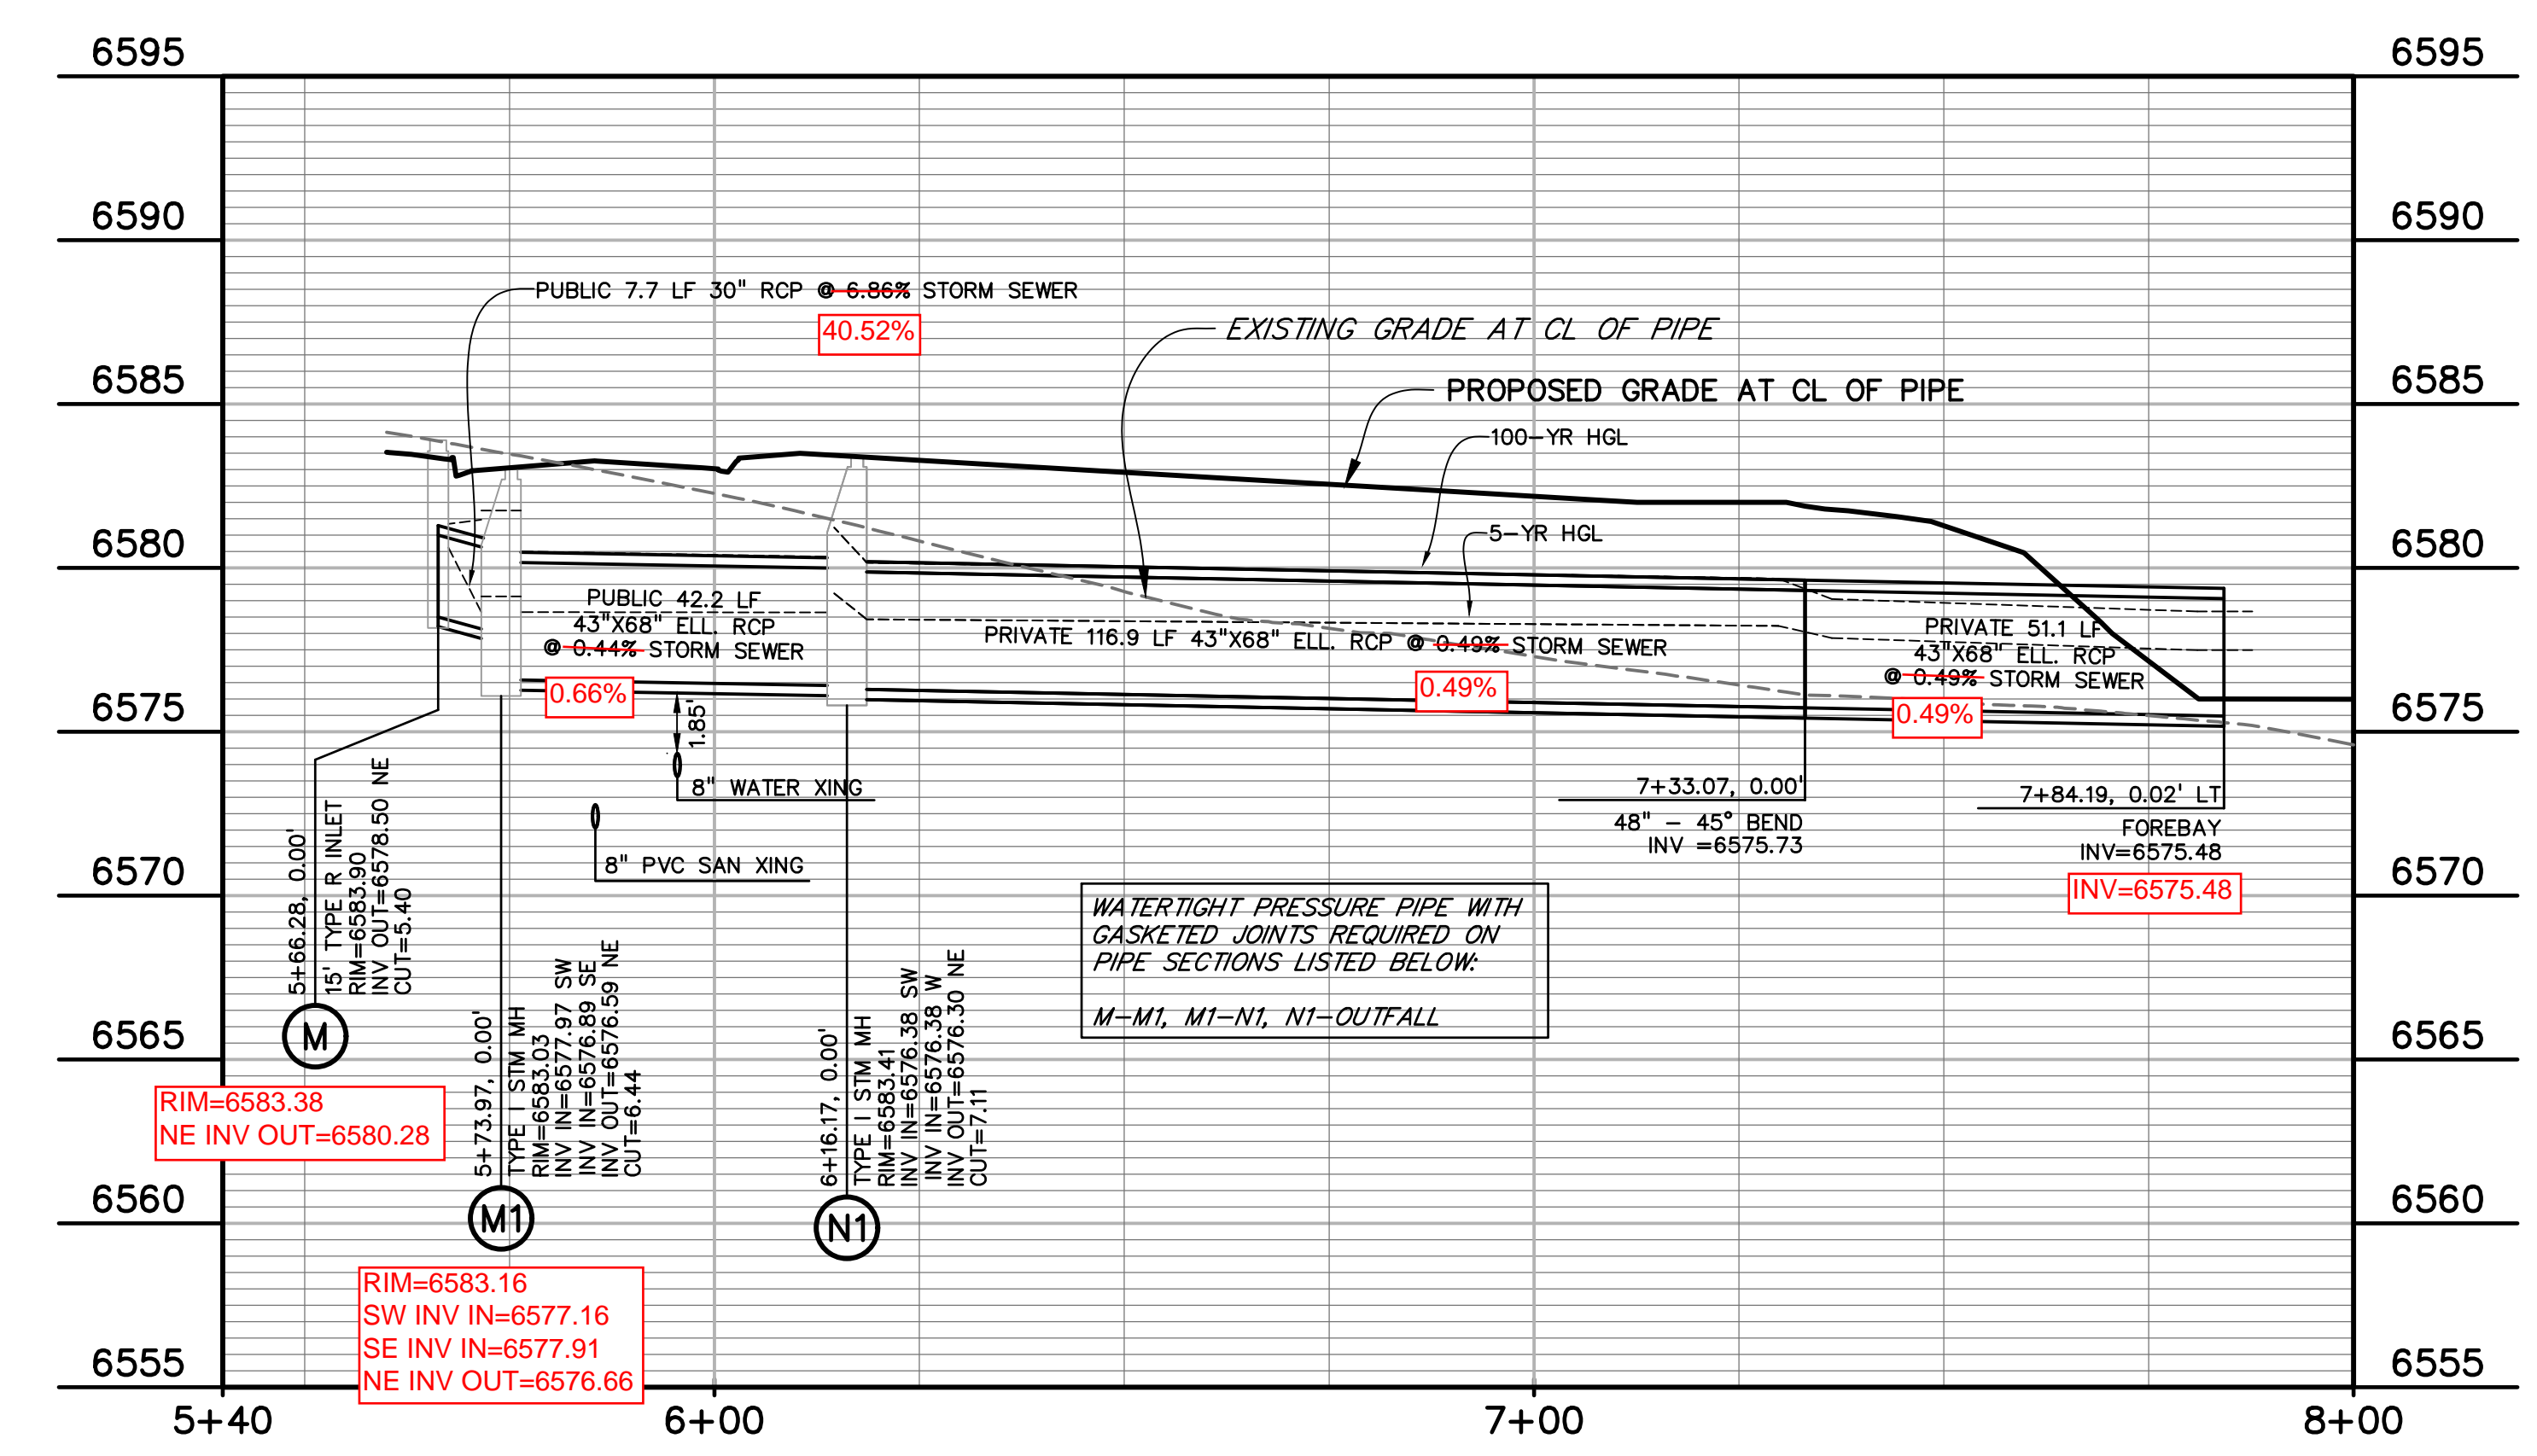 6595
6595
6590
6590
PUBLIC 7.7 LF 30" RCP @ 6.86% STORM SEWER
40.52%
EXISTING GRADE AT CL OF PIPE
6585
6585
PROPOSED GRADE AT CL OF PIPE
100-YR HGL
5-YR HGL
6580
6580
PUBLIC 42.2 LF
43"X68" ELL. RCP
@ 0.44% STORM SEWER
0.66%
PRIVATE 116.9 LF 43"X68" ELL. RCP @ 0.49% STORM SEWER
0.49%
PRIVATE 51.1 LF
43"X68" ELL. RCP
@ 0.49% STORM SEWER
0.49%
6575
6575
1.85'
8" WATER XING
8" PVC SAN XING
7+33.07, 0.00'
48" - 45° BEND
INV =6575.73
7+84.19, 0.02' LT
FOREBAY
INV=6575.48
INV=6575.48
6570
6570
WATERTIGHT PRESSURE PIPE WITH
GASKETED JOINTS REQUIRED ON
PIPE SECTIONS LISTED BELOW:
M-M1, M1-N1, N1-OUTFALL
5+66.28, 0.00'
15' TYPE R INLET
RIM=6583.90
INV OUT=6578.50 NE
CUT=5.40
M
RIM=6583.38
NE INV OUT=6580.28
5+73.97, 0.00'
TYPE I STM MH
RIM=6583.03
INV IN=6577.97 SW
INV IN=6576.89 SE
INV OUT=6576.59 NE
CUT=6.44
M1
RIM=6583.16
SW INV IN=6577.16
SE INV IN=6577.91
NE INV OUT=6576.66
6+16.17, 0.00'
TYPE I STM MH
RIM=6583.41
INV IN=6576.38 SW
INV IN=6576.38 W
INV OUT=6576.30 NE
CUT=7.11
N1
6565
6565
6560
6560
6555
6555
5+40
6+00
7+00
8+00